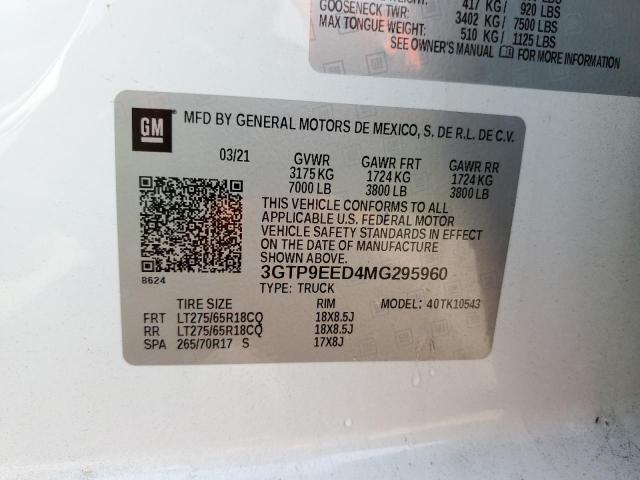 417 KG/ 920 LBS
GOOSENECK TWR: 3402 KG/ 7500 LBS
MAX TONGUE WEIGHT: 510 KG/ 1125 LBS
SEE OWNER'S MANUAL FOR MORE INFORMATION
GM
MFD BY GENERAL MOTORS DE MEXICO, S. DE R.L. DE C.V.
03/21 GVWR GAWR FRT GAWR RR
3175 KG 1724 KG 1724 KG
7000 LB 3800 LB 3800 LB
THIS VEHICLE CONFORMS TO ALL
APPLICABLE U.S. FEDERAL MOTOR
VEHICLE SAFETY STANDARDS IN EFFECT
ON THE DATE OF MANUFACTURE
SHOWN ABOVE.
3GTP9EED4MG295960
8624
TYPE: TRUCK
TIRE SIZE RIM MODEL: 40TK10543
FRT LT275/65R18CQ 18X8.5J
RR LT275/65R18CQ 18X8.5J
SPA 265/70R17 S 17X8J